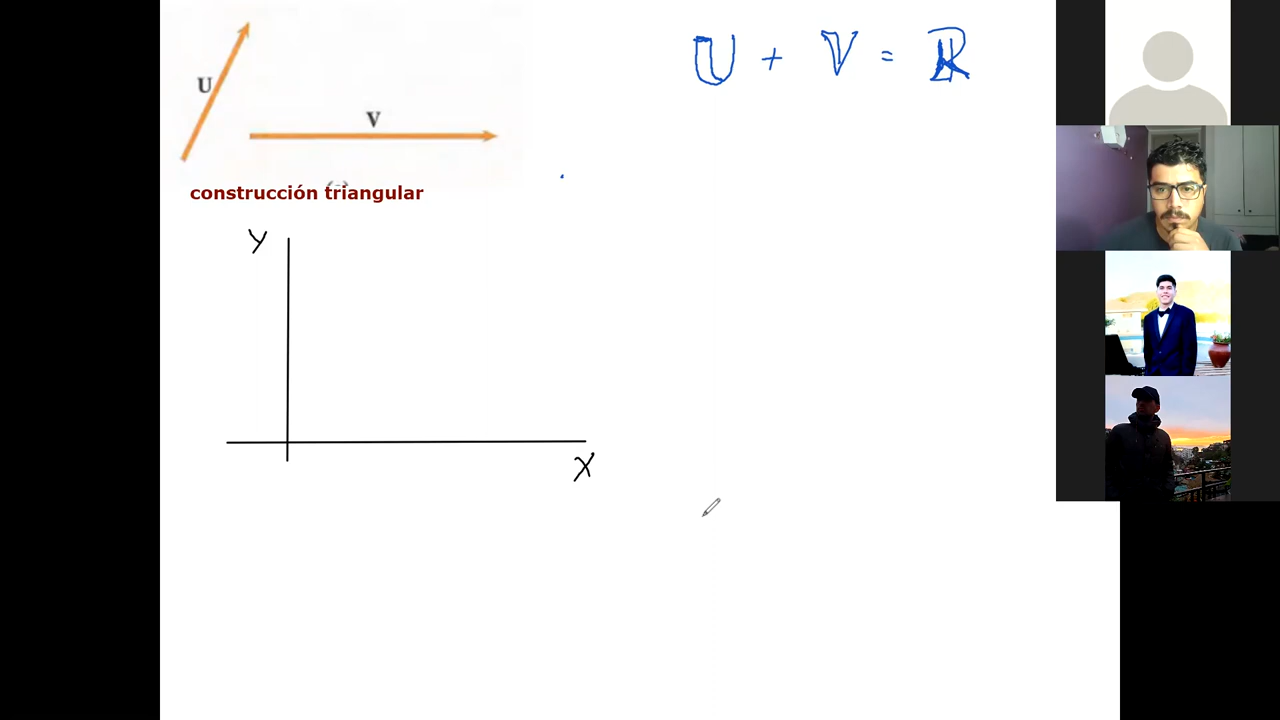 U + V = R
U
V
construcción triangular
Y
X